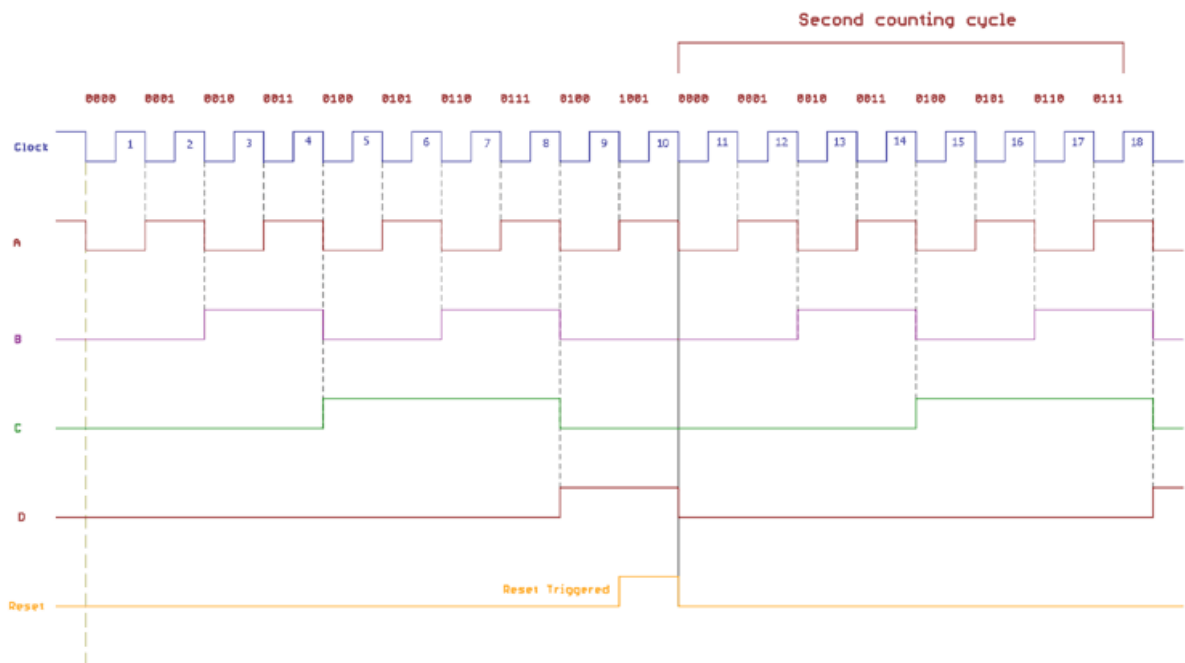 Second counting cycle
0000 0001 0010 0011 0100 0101 0110 0111 0100 1001 0000 0001 0010 0011 0100 0101 0110 0111
Clock 1 2 3 4 5 6 7 8 9 10 11 12 13 14 15 16 17 18
A
B
C
D
Reset Triggered
Reset